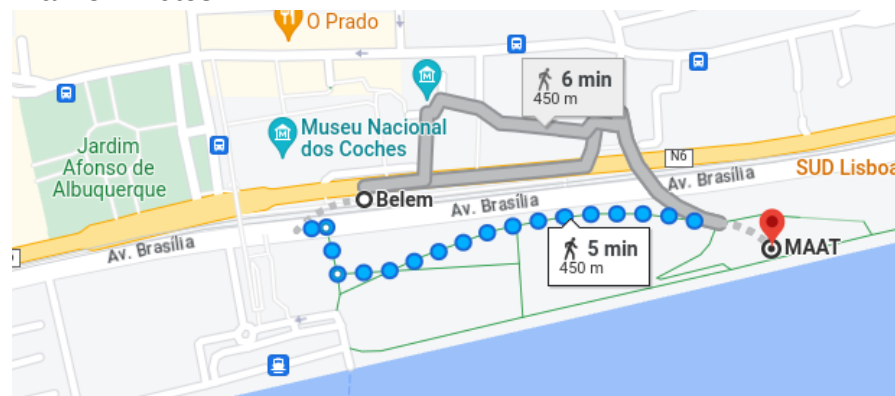 O Prado
6 min
450 m
Museu Nacional
dos Coches
Jardim
Afonso de
Albuquerque
N6
SUD Lisboa
Av. Brasília
Belem
Av. Brasília
Av. Brasília
5 min
450 m
MAAT